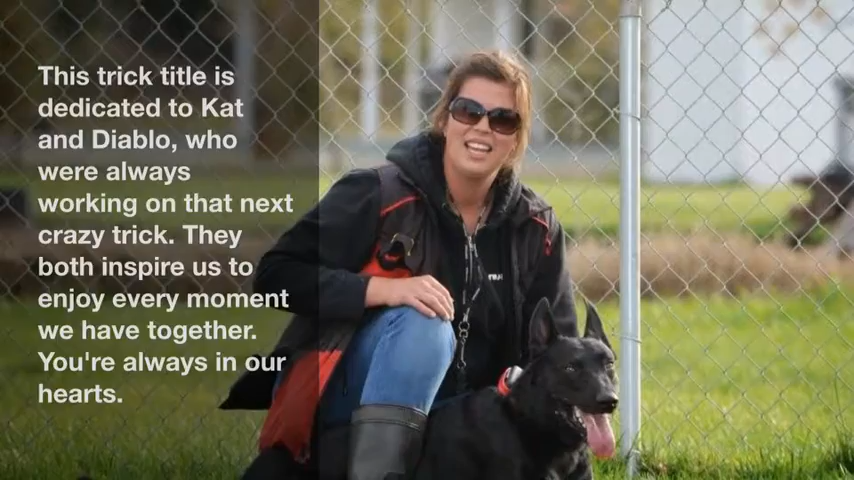 This trick title is
dedicated to Kat
and Diablo, who
were always
working on that next
crazy trick. They
both inspire us to
enjoy every moment
we have together.
You're always in our
hearts.